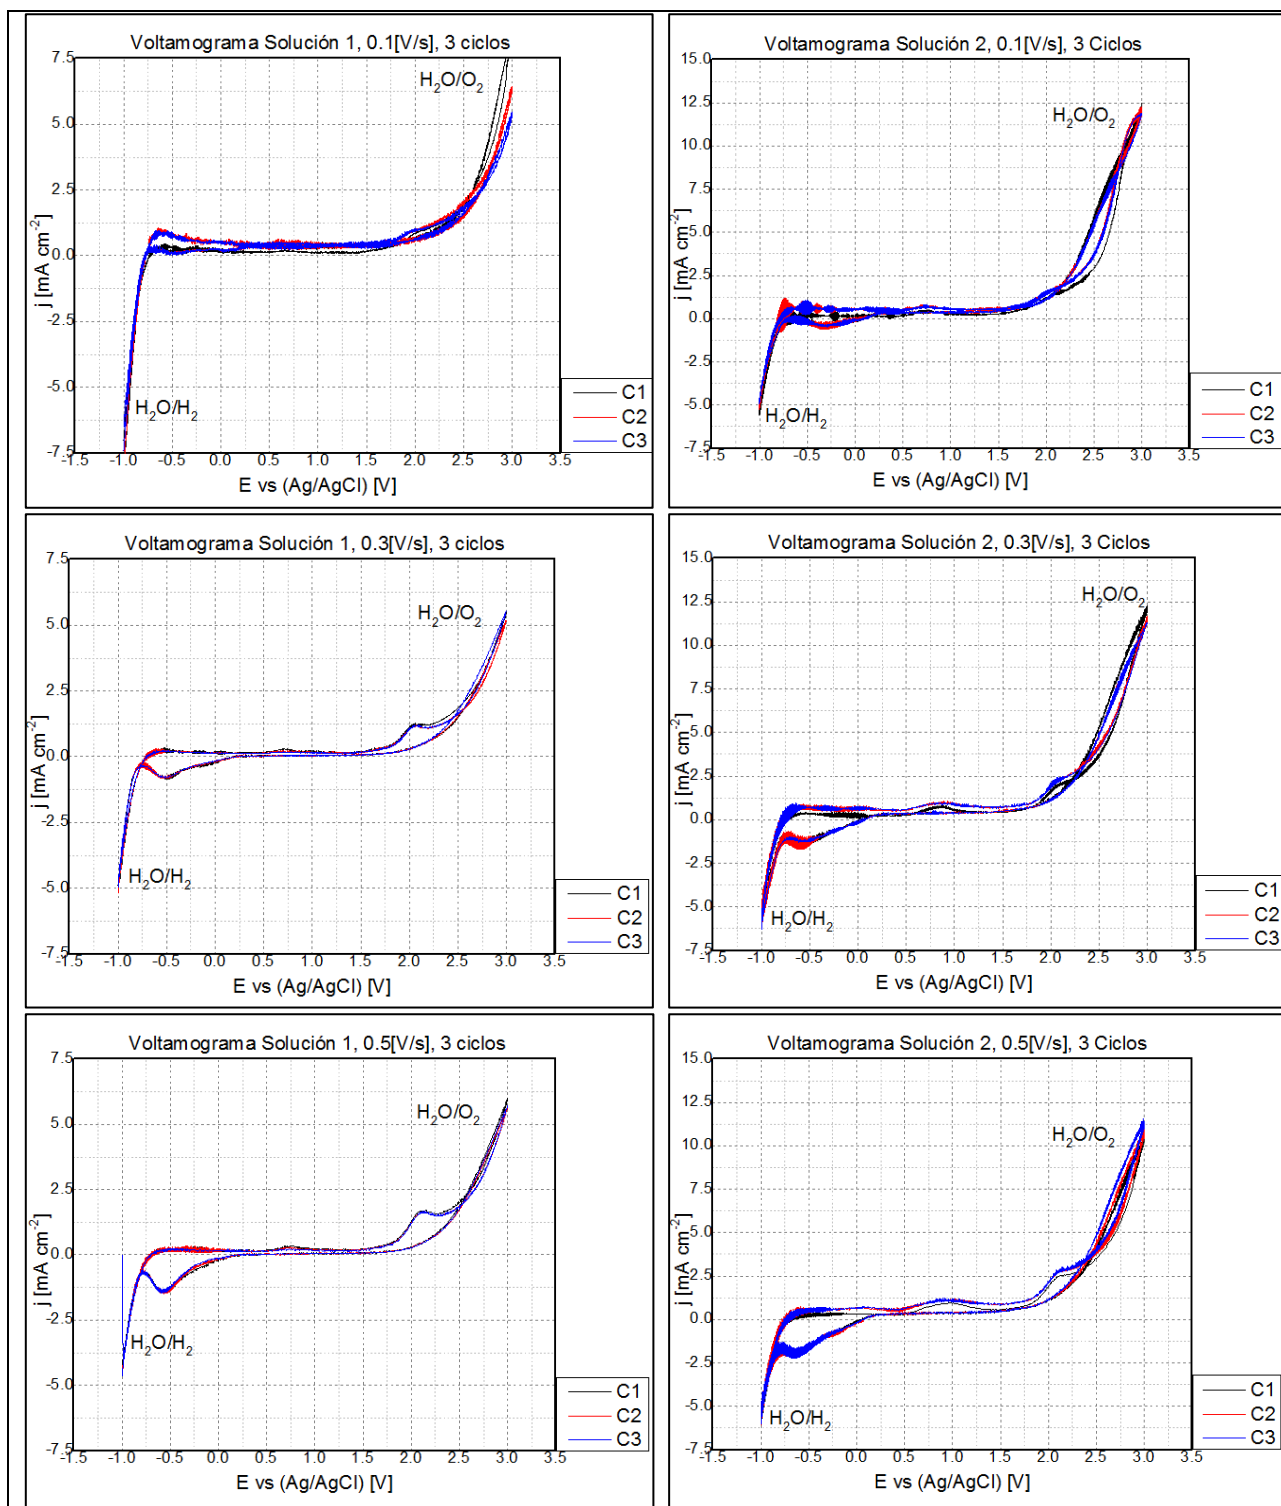 Voltamograma Solución 1, 0.1[V/s], 3 ciclos
7.5
5.0
2.5
0.0
-2.5
-5.0
-7.5
j [mA cm⁻²]
H₂O/O₂
H₂O/H₂
-1.5 -1.0 -0.5 0.0 0.5 1.0 1.5 2.0 2.5 3.0 3.5
E vs (Ag/AgCl) [V]
C1
C2
C3
Voltamograma Solución 2, 0.1[V/s], 3 Ciclos
15.0
12.5
10.0
7.5
5.0
2.5
0.0
-2.5
-5.0
-7.5
j [mA cm⁻²]
H₂O/O₂
H₂O/H₂
-1.5 -1.0 -0.5 0.0 0.5 1.0 1.5 2.0 2.5 3.0 3.5
E vs (Ag/AgCl) [V]
C1
C2
C3
Voltamograma Solución 1, 0.3[V/s], 3 ciclos
7.5
5.0
2.5
0.0
-2.5
-5.0
-7.5
j [mA cm⁻²]
H₂O/O₂
H₂O/H₂
-1.5 -1.0 -0.5 0.0 0.5 1.0 1.5 2.0 2.5 3.0 3.5
E vs (Ag/AgCl) [V]
C1
C2
C3
Voltamograma Solución 2, 0.3[V/s], 3 Ciclos
15.0
12.5
10.0
7.5
5.0
2.5
0.0
-2.5
-5.0
-7.5
j [mA cm⁻²]
H₂O/O₂
H₂O/H₂
-1.5 -1.0 -0.5 0.0 0.5 1.0 1.5 2.0 2.5 3.0 3.5
E vs (Ag/AgCl) [V]
C1
C2
C3
Voltamograma Solución 1, 0.5[V/s], 3 ciclos
7.5
5.0
2.5
0.0
-2.5
-5.0
-7.5
j [mA cm⁻²]
H₂O/O₂
H₂O/H₂
-1.5 -1.0 -0.5 0.0 0.5 1.0 1.5 2.0 2.5 3.0 3.5
E vs (Ag/AgCl) [V]
C1
C2
C3
Voltamograma Solución 2, 0.5[V/s], 3 Ciclos
15.0
12.5
10.0
7.5
5.0
2.5
0.0
-2.5
-5.0
-7.5
j [mA cm⁻²]
H₂O/O₂
H₂O/H₂
-1.5 -1.0 -0.5 0.0 0.5 1.0 1.5 2.0 2.5 3.0 3.5
E vs (Ag/AgCl) [V]
C1
C2
C3